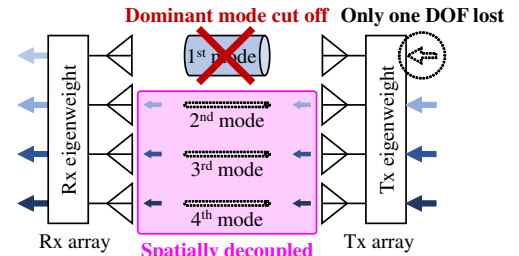 Dominant mode cut off
Only one DOF lost
1st mode
2nd mode
3rd mode
4th mode
Rx eigenweight
Tx eigenweight
Rx array
Tx array
Spatially decoupled